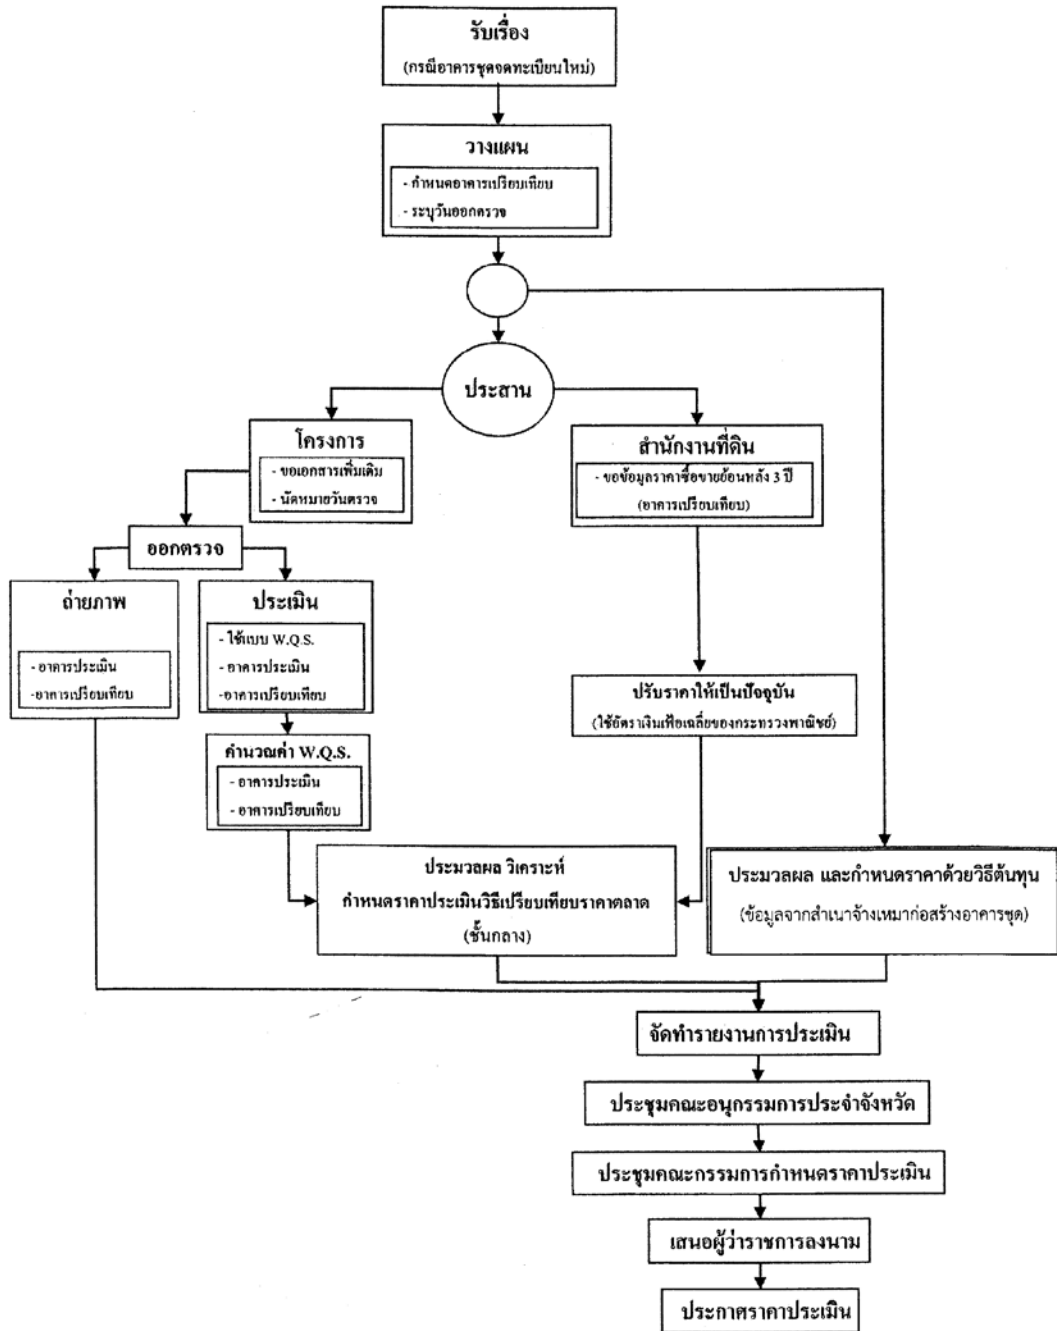 รับเรื่อง
(กรณีอาคารชุดจดทะเบียนใหม่)
วางแผน
- กำหนดอาคารเปรียบเทียบ
- ระบุวันออกตรวจ
ประสาน
โครงการ
- ขอเอกสารเพิ่มเติม
- นัดหมายวันตรวจ
สำนักงานที่ดิน
- ขอข้อมูลราคาซื้อขายย้อนหลัง 3 ปี
(อาคารเปรียบเทียบ)
ออกตรวจ
ถ่ายภาพ
- อาคารประเมิน
-อาคารเปรียบเทียบ
ประเมิน
- ใช้แบบ W.Q.S.
- อาคารประเมิน
-อาคารเปรียบเทียบ
ปรับราคาให้เป็นปัจจุบัน
(ใช้อัตราเงินเฟ้อเฉลี่ยของกระทรวงพาณิชย์)
คำนวณค่า W.Q.S.
- อาคารประเมิน
- อาคารเปรียบเทียบ
ประมวลผล วิเคราะห์
กำหนดราคาประเมินวิธีเปรียบเทียบราคาตลาด
(ชั้นกลาง)
ประมวลผล และกำหนดราคาด้วยวิธีต้นทุน
(ข้อมูลจากสำเนาจ้างเหมาก่อสร้างอาคารชุด)
จัดทำรายงานการประเมิน
ประชุมคณะอนุกรรมการประจำจังหวัด
ประชุมคณะกรรมการกำหนดราคาประเมิน
เสนอผู้ว่าราชการลงนาม
ประกาศราคาประเมิน